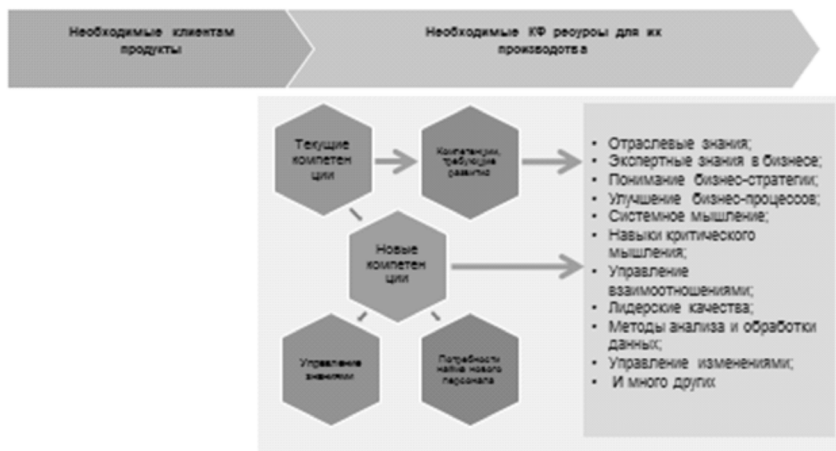 Необходимые клиентам
продукты
Необходимые КФ ресурсы для их
производства
Текущие
компетен
ции
Компетенции,
требующие
развития
Новые
компетен
ции
Управление
знаниями
Потребности
найма нового
персонала
• Отраслевые знания;
• Экспертные знания в бизнесе;
• Понимание бизнес-стратегии;
• Улучшение бизнес-процессов;
• Системное мышление;
• Навыки критического
мышления;
• Управление
взаимоотношениями;
• Лидерские качества;
• Методы анализа и обработки
данных;
• Управление изменениями;
• И много других